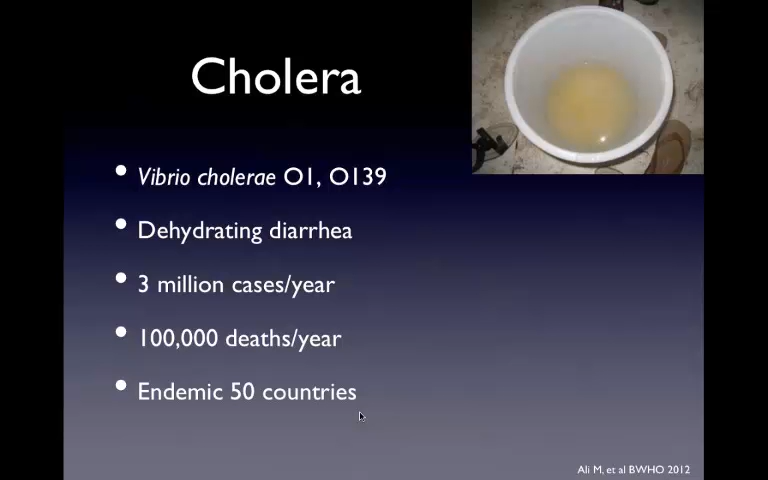 Cholera
• Vibrio cholerae O1, O139
• Dehydrating diarrhea
• 3 million cases/year
• 100,000 deaths/year
• Endemic 50 countries
Ali M, et al BWHO 2012